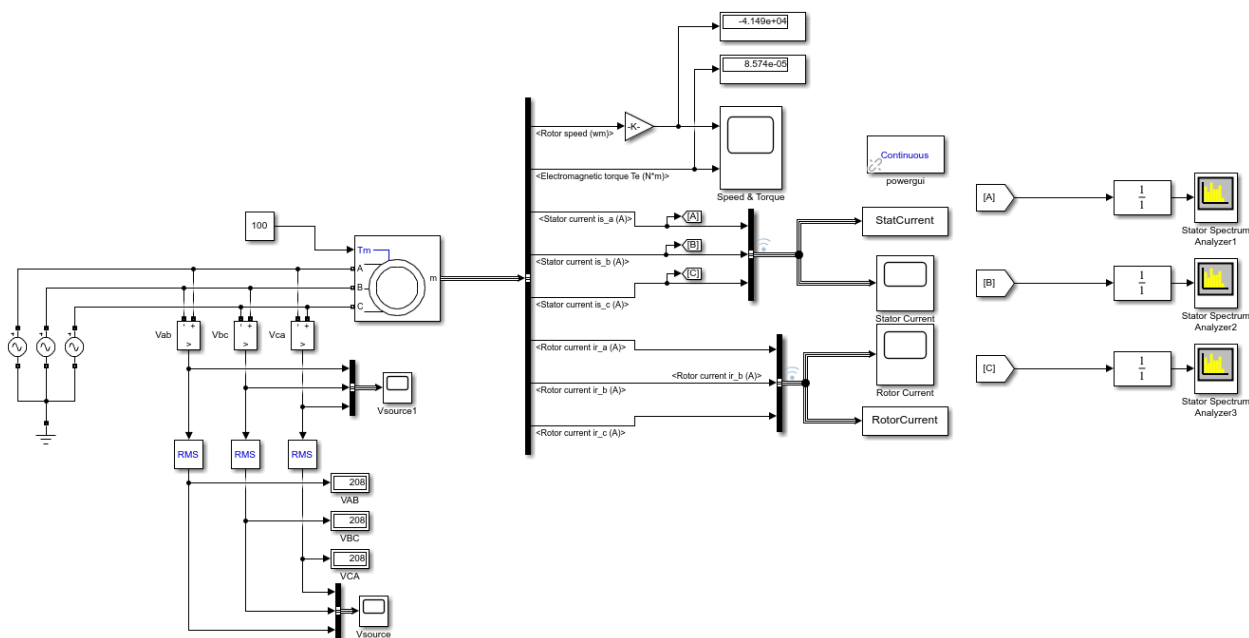 -4.149e+04
8.574e-05
<Rotor speed (wm)>
-K-
<Electromagnetic torque Te (N*m)>
Speed & Torque
Continuous
powergui
100
Tm
A
B
C
m
<Stator current is_a (A)>
[A]
<Stator current is_b (A)>
[B]
<Stator current is_c (A)>
[C]
StatCurrent
Stator Current
<Rotor current ir_a (A)>
<Rotor current ir_b (A)>
<Rotor current ir_b (A)>
<Rotor current ir_c (A)>
Rotor Current
RotorCurrent
[A]
1
1
Stator Spectrum
Analyzer1
[B]
1
1
Stator Spectrum
Analyzer2
[C]
1
1
Stator Spectrum
Analyzer3
+
+
+
Vab
- +
v
Vbc
- +
v
Vca
- +
v
Vsource1
RMS
RMS
RMS
208
VAB
208
VBC
208
VCA
Vsource